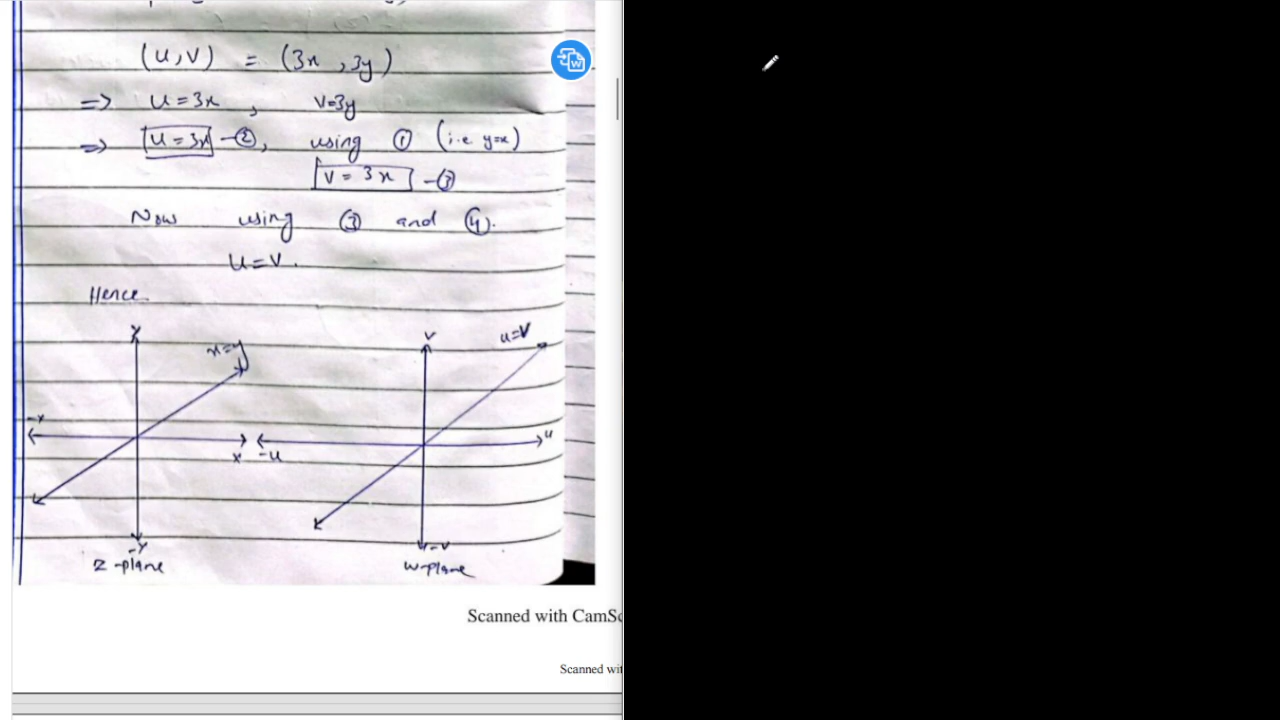 (u,v) = (3x , 3y)
=> u = 3x , v=3y
=> u = 3x -②, using ① (i.e y=x)
v = 3x -③
Now using ③ and ④.
u=v.
Hence
y v u=v
x=y
-x u
x -u
-y -v
z-plane w-plane
Scanned with CamSc
Scanned wit